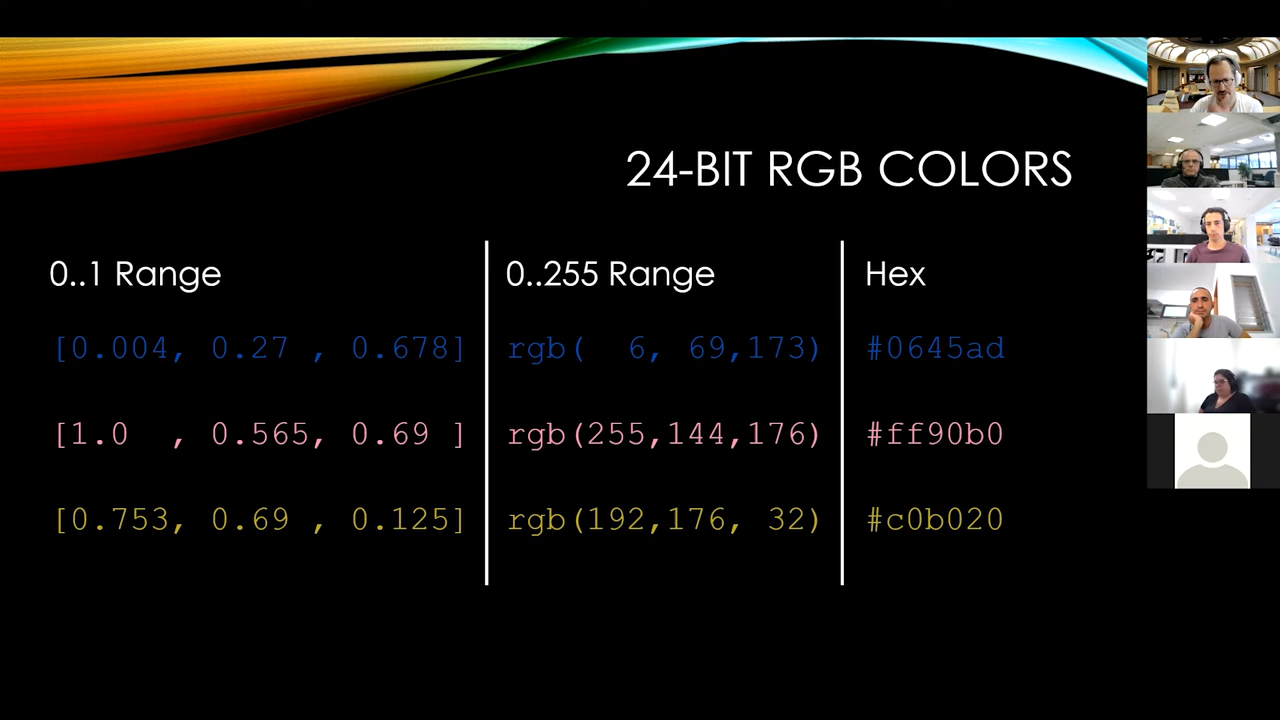 24-BIT RGB COLORS
0..1 Range
0..255 Range
Hex
[0.004, 0.27 , 0.678]
rgb(  6, 69,173)
#0645ad
[1.0  , 0.565, 0.69 ]
rgb(255,144,176)
#ff90b0
[0.753, 0.69 , 0.125]
rgb(192,176, 32)
#c0b020